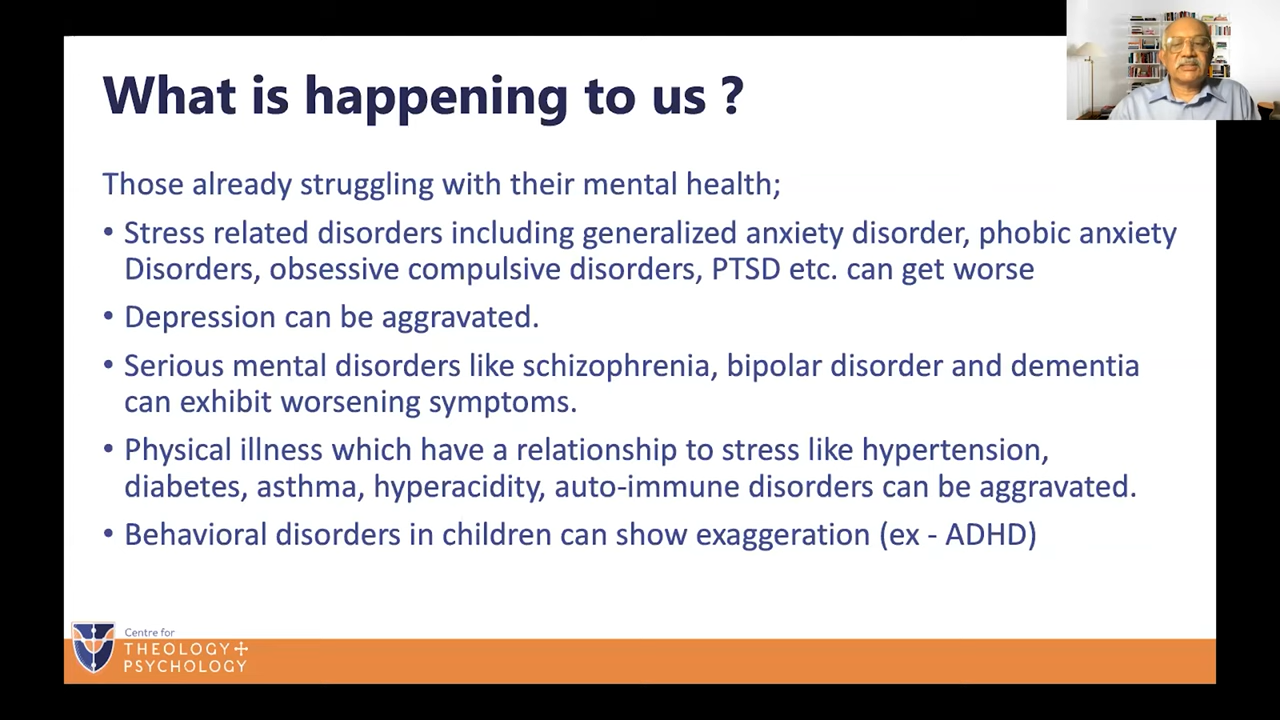 What is happening to us ?
Those already struggling with their mental health;
• Stress related disorders including generalized anxiety disorder, phobic anxiety
Disorders, obsessive compulsive disorders, PTSD etc. can get worse
• Depression can be aggravated.
• Serious mental disorders like schizophrenia, bipolar disorder and dementia
can exhibit worsening symptoms.
• Physical illness which have a relationship to stress like hypertension,
diabetes, asthma, hyperacidity, auto-immune disorders can be aggravated.
• Behavioral disorders in children can show exaggeration (ex - ADHD)
Centre for
THEOLOGY+
PSYCHOLOGY